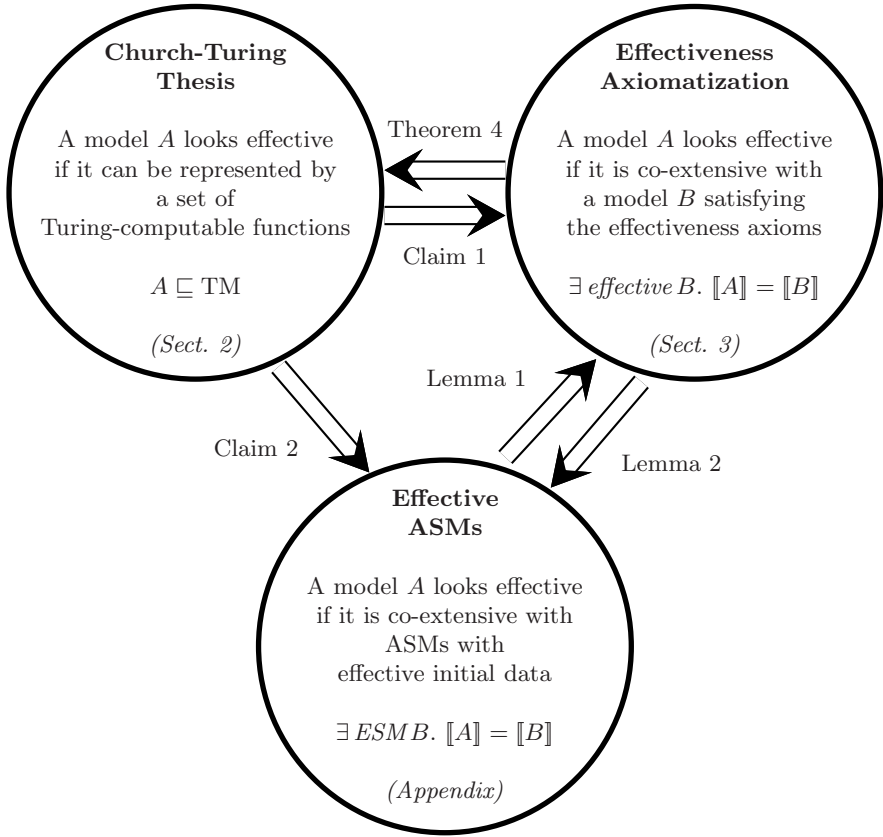 Church-Turing
Thesis
A model A looks effective
if it can be represented by
a set of
Turing-computable functions
A ⊑ TM
(Sect. 2)
Theorem 4
Claim 1
Effectiveness
Axiomatization
A model A looks effective
if it is co-extensive with
a model B satisfying
the effectiveness axioms
∃ effective B. ⟦A⟧ = ⟦B⟧
(Sect. 3)
Lemma 1
Claim 2
Lemma 2
Effective
ASMs
A model A looks effective
if it is co-extensive with
ASMs with
effective initial data
∃ ESM B. ⟦A⟧ = ⟦B⟧
(Appendix)